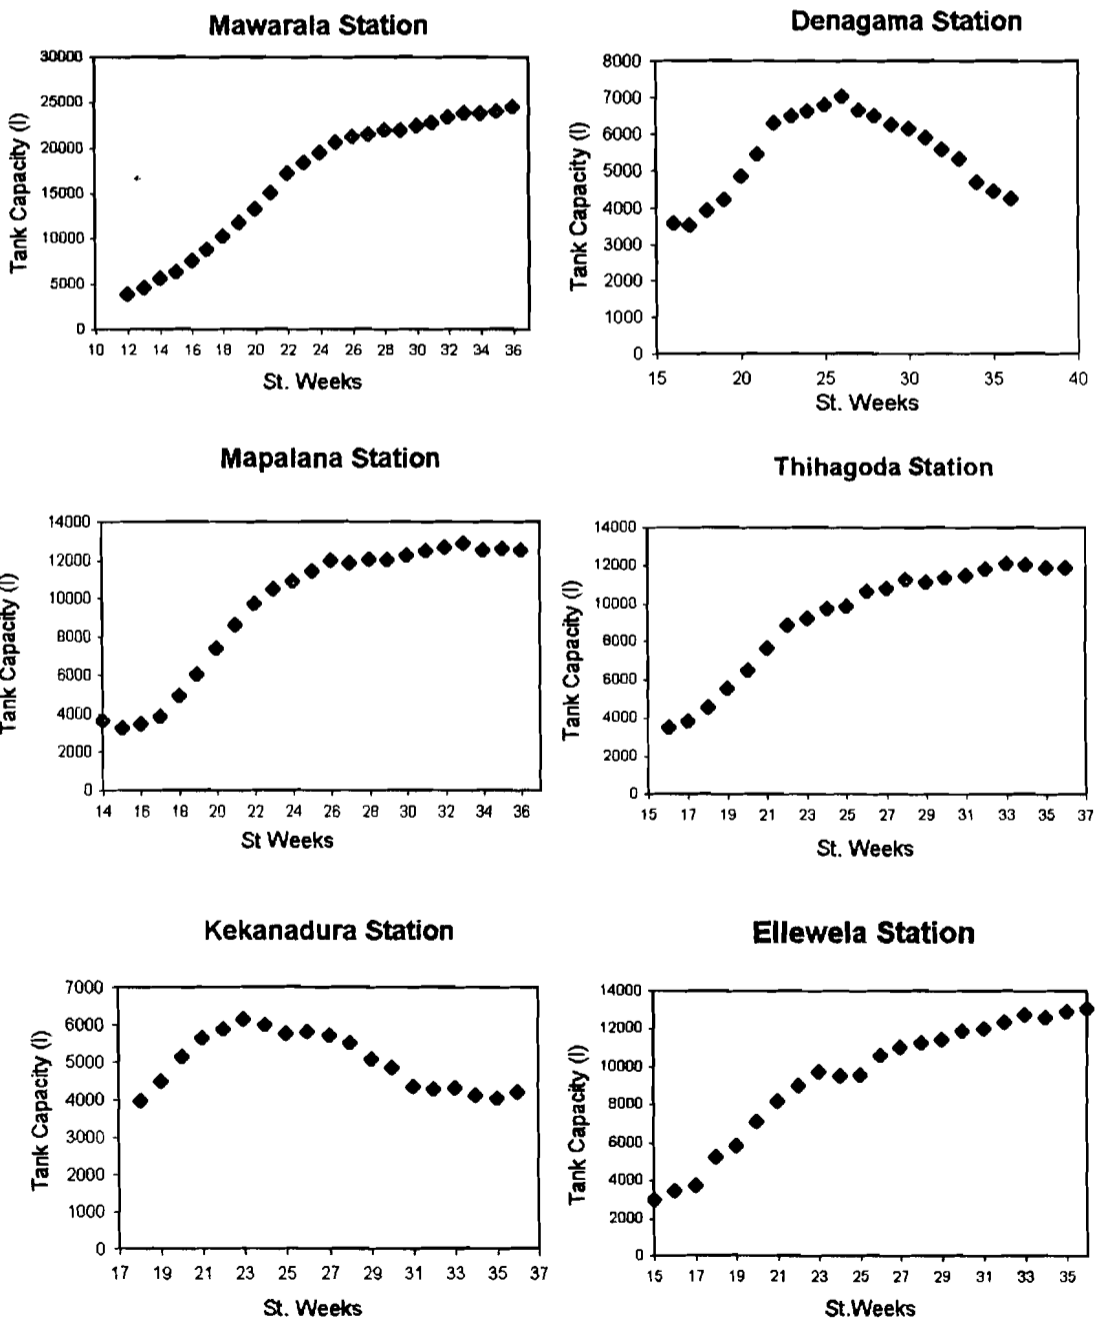 Mawarala Station
Tank Capacity (l)
30000
25000
20000
15000
10000
5000
0
10 12 14 16 18 20 22 24 26 28 30 32 34 36
St. Weeks
Denagama Station
Tank Capacity (l)
8000
7000
6000
5000
4000
3000
2000
1000
0
15 20 25 30 35 40
St. Weeks
Mapalana Station
Tank Capacity (l)
14000
12000
10000
8000
6000
4000
2000
0
14 16 18 20 22 24 26 28 30 32 34 36
St Weeks
Thihagoda Station
Tank Capacity (l)
14000
12000
10000
8000
6000
4000
2000
0
15 17 19 21 23 25 27 29 31 33 35 37
St. Weeks
Kekanadura Station
Tank Capacity (l)
7000
6000
5000
4000
3000
2000
1000
0
17 19 21 23 25 27 29 31 33 35 37
St. Weeks
Ellewela Station
Tank Capacity (l)
14000
12000
10000
8000
6000
4000
2000
0
15 17 19 21 23 25 27 29 31 33 35
St.Weeks